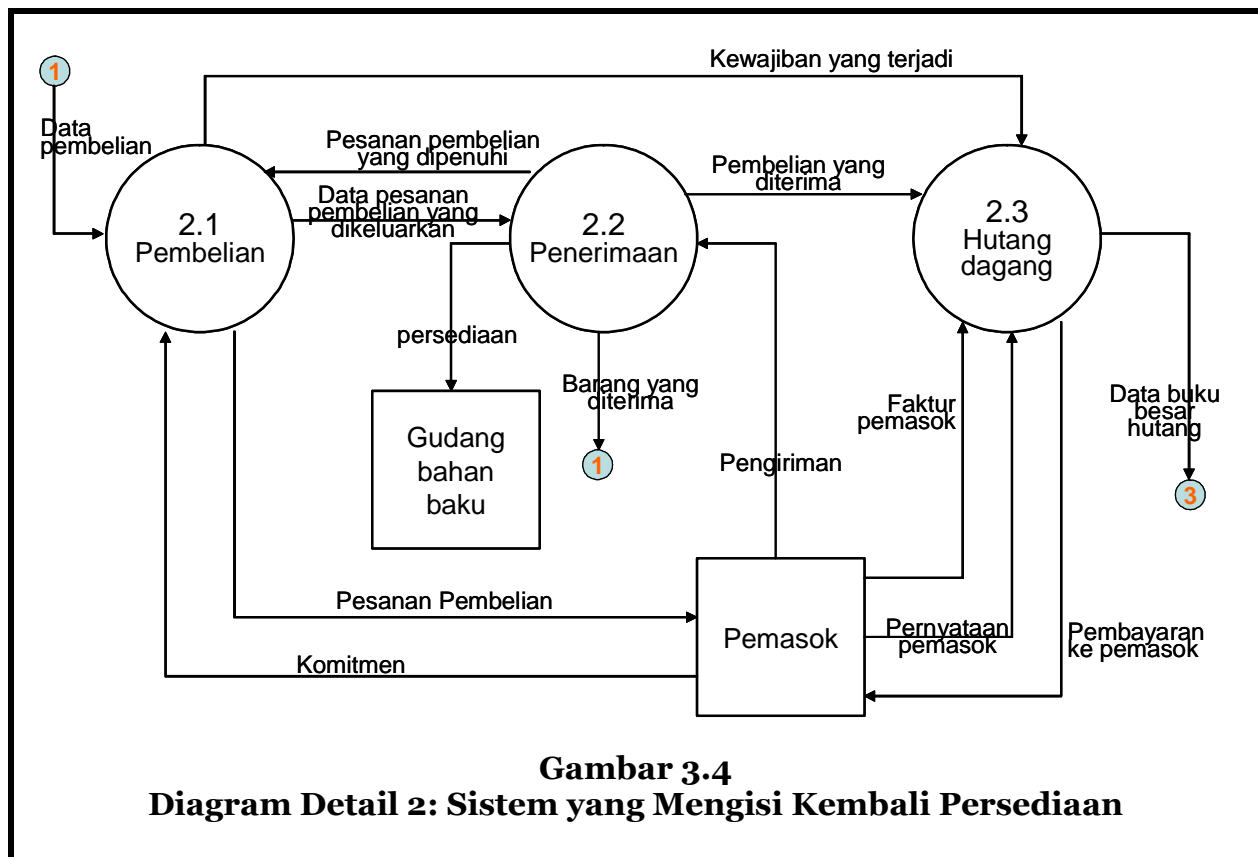 1
Kewajiban yang terjadi
Data
pembelian
Pesanan pembelian
yang dipenuhi
Pembelian yang
diterima
Data pesanan
pembelian yang
dikeluarkan
2.1
Pembelian
2.2
Penerimaan
2.3
Hutang
dagang
persediaan
Barang yang
diterima
Faktur
pemasok
Data buku
besar
hutang
Gudang
bahan
baku
1
Pengiriman
3
Pesanan Pembelian
Pemasok
Pernyataan
pemasok
Pembayaran
ke pemasok
Komitmen
Gambar 3.4
Diagram Detail 2: Sistem yang Mengisi Kembali Persediaan